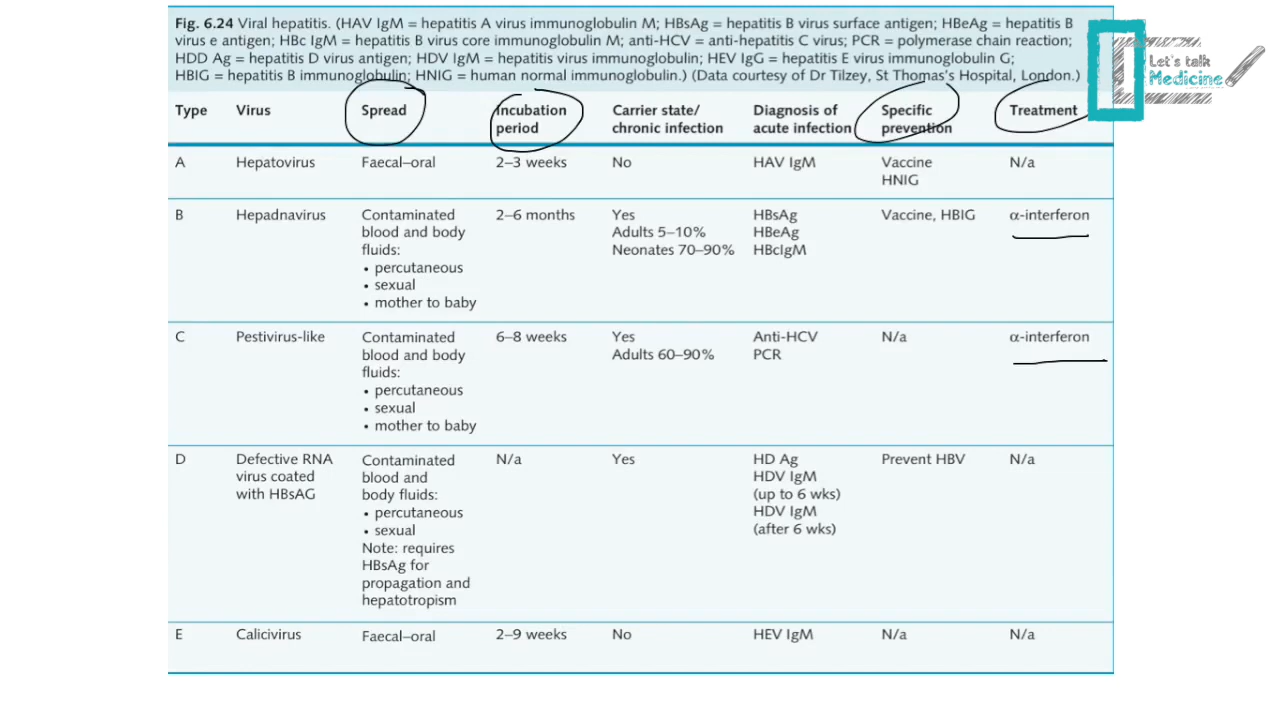 Fig. 6.24 Viral hepatitis. (HAV IgM = hepatitis A virus immunoglobulin M; HBsAg = hepatitis B virus surface antigen; HBeAg = hepatitis B
virus e antigen; HBc IgM = hepatitis B virus core immunoglobulin M; anti-HCV = anti-hepatitis C virus; PCR = polymerase chain reaction;
HDD Ag = hepatitis D virus antigen; HDV IgM = hepatitis virus immunoglobulin; HEV IgG = hepatitis E virus immunoglobulin G;
HBIG = hepatitis B immunoglobulin; HNIG = human normal immunoglobulin.) (Data courtesy of Dr Tilzey, St Thomas's Hospital, London.)
Let's talk
Medicine
Type Virus Spread Incubation period Carrier state/ chronic infection Diagnosis of acute infection Specific prevention Treatment
A Hepatovirus Faecal–oral 2–3 weeks No HAV IgM Vaccine N/a
HNIG
B Hepadnavirus Contaminated 2–6 months Yes HBsAg Vaccine, HBIG α-interferon
blood and body Adults 5–10% HBeAg
fluids: Neonates 70–90% HBcIgM
• percutaneous
• sexual
• mother to baby
C Pestivirus-like Contaminated 6–8 weeks Yes Anti-HCV N/a α-interferon
blood and body Adults 60–90% PCR
fluids:
• percutaneous
• sexual
• mother to baby
D Defective RNA Contaminated N/a Yes HD Ag Prevent HBV N/a
virus coated blood and HDV IgM
with HBsAG body fluids: (up to 6 wks)
• percutaneous HDV IgM
• sexual (after 6 wks)
Note: requires
HBsAg for
propagation and
hepatotropism
E Calicivirus Faecal–oral 2–9 weeks No HEV IgM N/a N/a